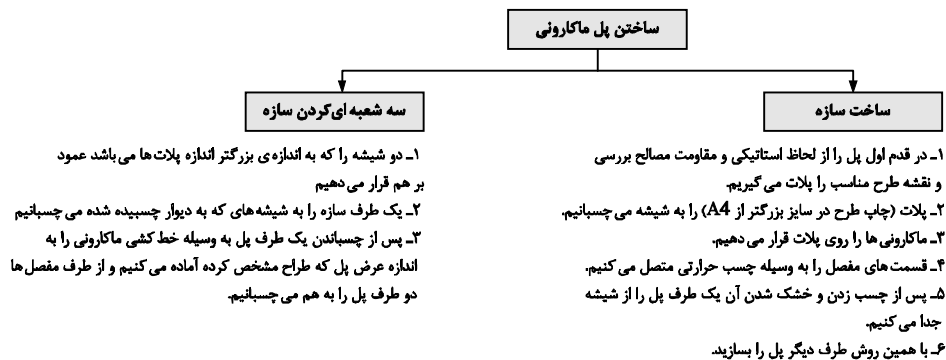 ساختن پل ماکارونی
ساخت سازه
۱ـ در قدم اول پل را از لحاظ استاتیکی و مقاومت مصالح بررسی
و نقشه طرح مناسب را پلات می‌گیریم.
۲ـ پلات (چاپ طرح در سایز بزرگتر از A4) را به شیشه می‌چسبانیم.
۳ـ ماکارونی‌ها را روی پلات قرار می‌دهیم.
۴ـ قسمت‌های مفصل را به وسیله چسب حرارتی متصل می‌کنیم.
۵ـ پس از چسب زدن و خشک شدن آن یک طرف پل را از شیشه
جدا می‌کنیم.
۶ـ با همین روش طرف دیگر پل را بسازید.
سه شعبه ای‌کردن سازه
۱ـ دو شیشه را که به اندازه‌ی بزرگتر اندازه پلات‌ها می‌باشد عمود
بر هم قرار می‌دهیم
۲ـ یک طرف سازه را به شیشه‌های که به دیوار چسبیده شده می‌چسبانیم
۳ـ پس از چسباندن یک طرف پل به وسیله خط‌کشی ماکارونی را به
اندازه عرض پل که طراح مشخص کرده آماده می‌کنیم و از طرف مفصل‌ها
دو طرف پل را به هم می‌چسبانیم.